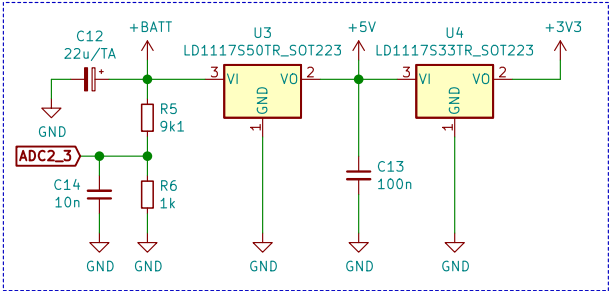 C12
22u/TA
+
+BATT
U3
LD1117S50TR_SOT223
+5V
U4
LD1117S33TR_SOT223
+3V3
3
VI
VO
2
GND
1
3
VI
VO
2
GND
1
GND
R5
9k1
ADC2_3
C14
10n
R6
1k
C13
100n
GND
GND
GND
GND
GND